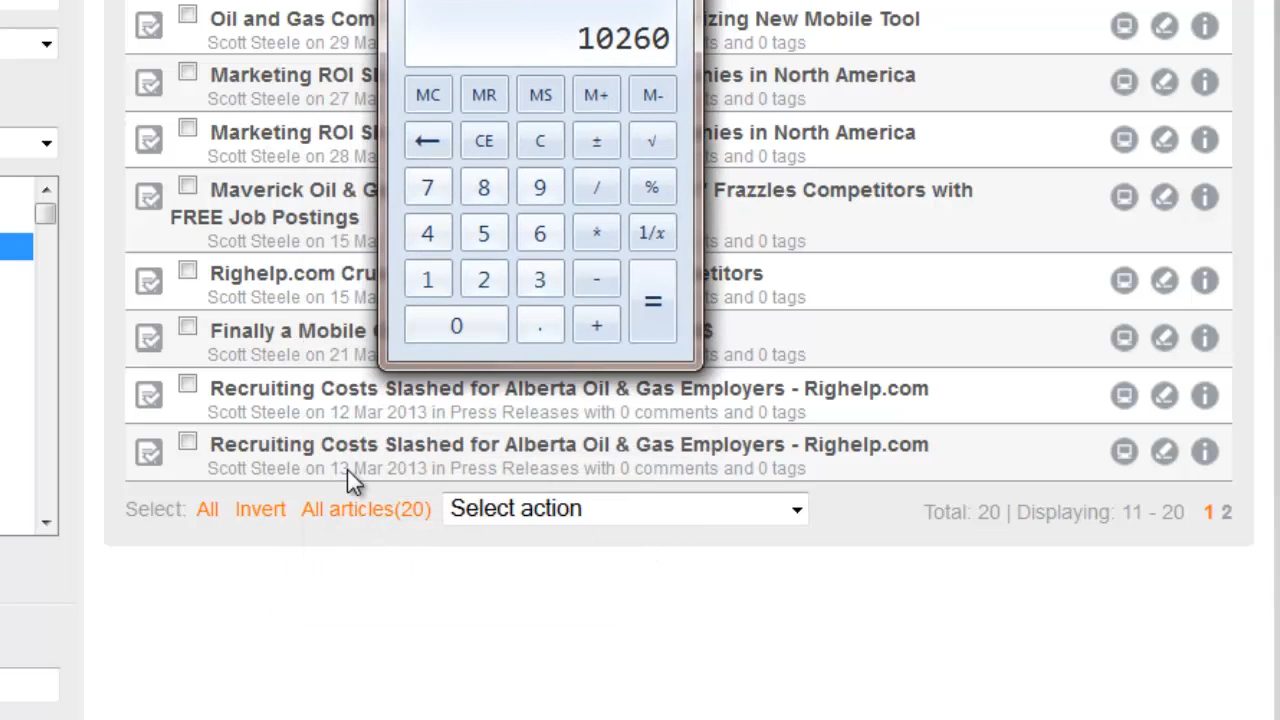 Oil and Gas Com
izing New Mobile Tool
Scott Steele on 29 Ma
ts and 0 tags
Marketing ROI Sl
nies in North America
Scott Steele on 27 Ma
ts and 0 tags
Marketing ROI Sl
nies in North America
Scott Steele on 28 Ma
ts and 0 tags
Maverick Oil & G
' Frazzles Competitors with
FREE Job Postings
Scott Steele on 15 Ma
ts and 0 tags
Righelp.com Cru
etitors
Scott Steele on 15 Ma
ts and 0 tags
Finally a Mobile
$
Scott Steele on 21 Ma
ts and 0 tags
Recruiting Costs Slashed for Alberta Oil & Gas Employers - Righelp.com
Scott Steele on 12 Mar 2013 in Press Releases with 0 comments and 0 tags
Recruiting Costs Slashed for Alberta Oil & Gas Employers - Righelp.com
Scott Steele on 13 Mar 2013 in Press Releases with 0 comments and 0 tags
Select: All Invert All articles(20) Select action
Total: 20 | Displaying: 11 - 20 1 2
10260
MC MR MS M+ M-
← CE C ± √
7 8 9 / %
4 5 6 * 1/x
1 2 3 - =
0 . +